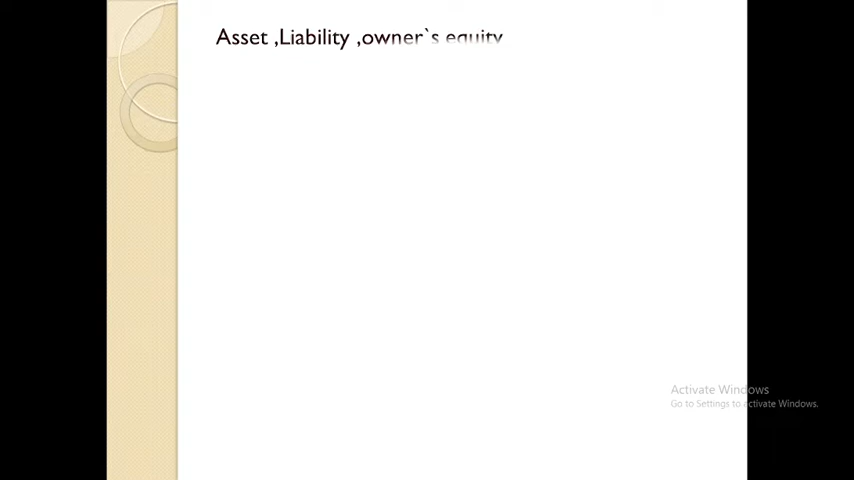 Asset ,Liability ,owner`s equity
Activate Windows
Go to Settings to activate Windows.